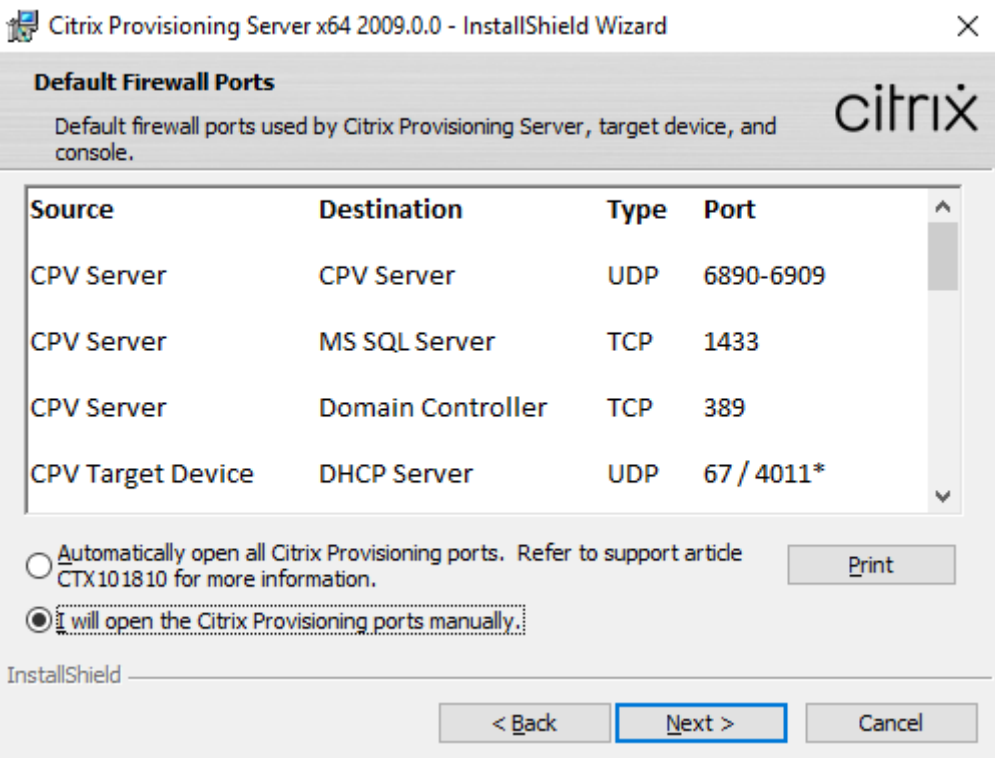 Citrix Provisioning Server x64 2009.0.0 - InstallShield Wizard
Default Firewall Ports
Default firewall ports used by Citrix Provisioning Server, target device, and
console.
citrix
Source Destination Type Port
CPV Server CPV Server UDP 6890-6909
CPV Server MS SQL Server TCP 1433
CPV Server Domain Controller TCP 389
CPV Target Device DHCP Server UDP 67 / 4011*
Automatically open all Citrix Provisioning ports.  Refer to support article
CTX101810 for more information.
Print
I will open the Citrix Provisioning ports manually.
InstallShield
< Back Next > Cancel